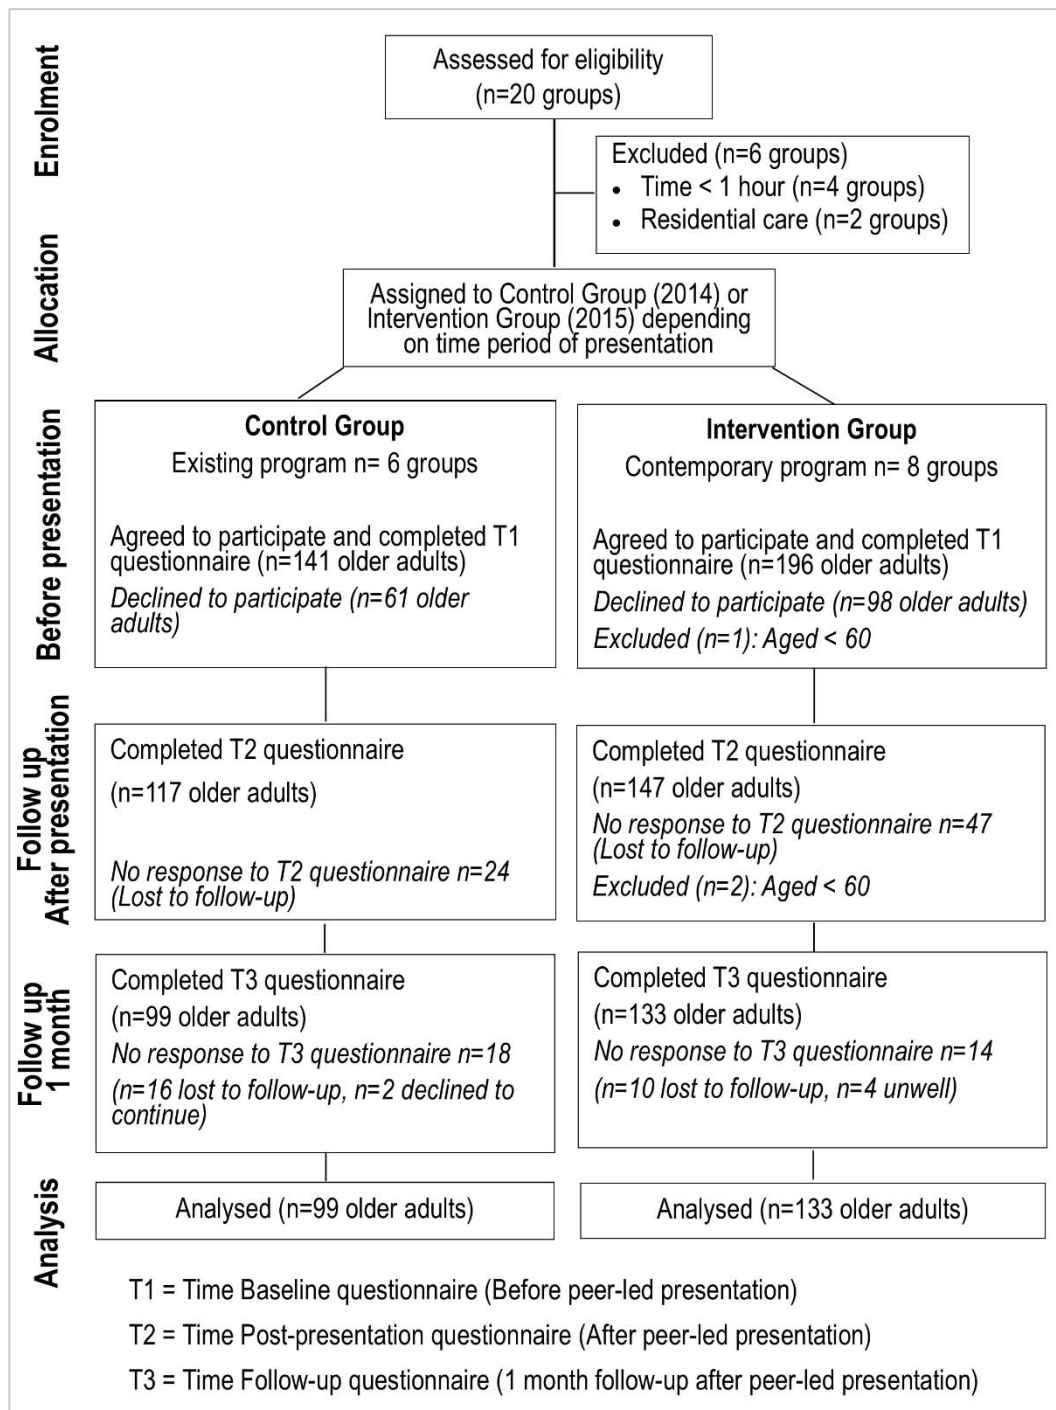 Enrolment
Assessed for eligibility
(n=20 groups)
Excluded (n=6 groups)
• Time < 1 hour (n=4 groups)
• Residential care (n=2 groups)
Allocation
Assigned to Control Group (2014) or
Intervention Group (2015) depending
on time period of presentation
Before presentation
Control Group
Existing program n= 6 groups
Agreed to participate and completed T1
questionnaire (n=141 older adults)
Declined to participate (n=61 older
adults)
Intervention Group
Contemporary program n= 8 groups
Agreed to participate and completed T1
questionnaire (n=196 older adults)
Declined to participate (n=98 older adults)
Excluded (n=1): Aged < 60
Follow up
After presentation
Completed T2 questionnaire
(n=117 older adults)
No response to T2 questionnaire n=24
(Lost to follow-up)
Completed T2 questionnaire
(n=147 older adults)
No response to T2 questionnaire n=47
(Lost to follow-up)
Excluded (n=2): Aged < 60
Follow up
1 month
Completed T3 questionnaire
(n=99 older adults)
No response to T3 questionnaire n=18
(n=16 lost to follow-up, n=2 declined to
continue)
Completed T3 questionnaire
(n=133 older adults)
No response to T3 questionnaire n=14
(n=10 lost to follow-up, n=4 unwell)
Analysis
Analysed (n=99 older adults)
Analysed (n=133 older adults)
T1 = Time Baseline questionnaire (Before peer-led presentation)
T2 = Time Post-presentation questionnaire (After peer-led presentation)
T3 = Time Follow-up questionnaire (1 month follow-up after peer-led presentation)